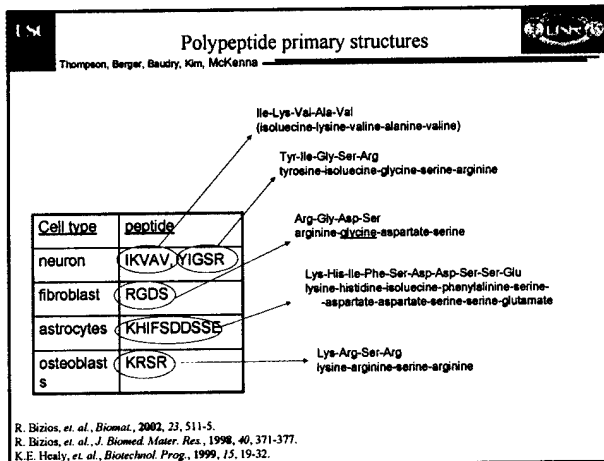 USC
Polypeptide primary structures
Thompson, Berger, Baudry, Kim, McKenna
Ile-Lys-Val-Ala-Val
(isoluecine-lysine-valine-alanine-valine)
Tyr-Ile-Gly-Ser-Arg
tyrosine-isoluecine-glycine-serine-arginine
Arg-Gly-Asp-Ser
arginine-glycine-aspartate-serine
Lys-His-Ile-Phe-Ser-Asp-Asp-Ser-Ser-Glu
lysine-histidine-isoluecine-phenylalinine-serine-
-aspartate-aspartate-serine-serine-glutamate
Lys-Arg-Ser-Arg
lysine-arginine-serine-arginine
Cell type peptide
neuron IKVAV, YIGSR
fibroblast RGDS
astrocytes KHIFSDDSSE
osteoblast KRSR
s
R. Bizios, et. al., Biomat., 2002, 23, 511-5.
R. Bizios, et. al., J. Biomed. Mater. Res., 1998, 40, 371-377.
K.E. Healy, et. al., Biotechnol. Prog., 1999, 15, 19-32.